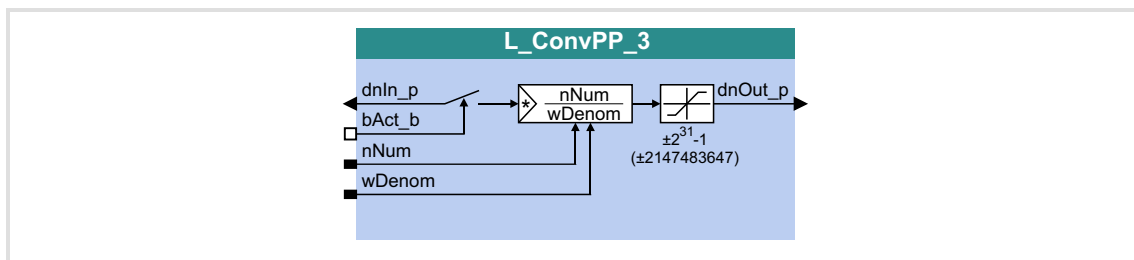 L_ConvPP_3
dnIn_p
bAct_b
nNum
wDenom
* nNum
wDenom
dnOut_p
±2³¹-1
(±2147483647)